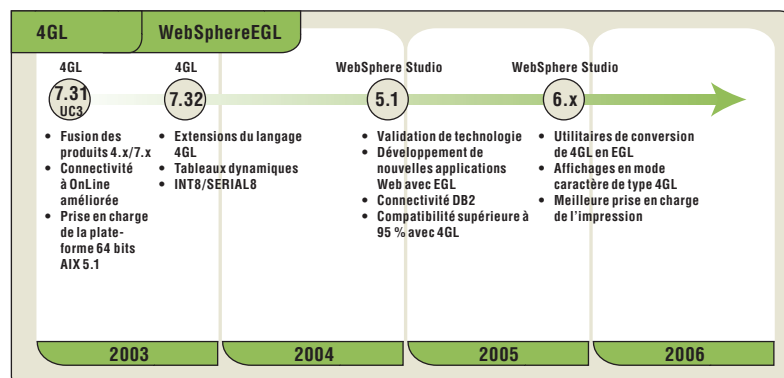 4GL
WebSphereEGL
4GL
7.31
UC3
• Fusion des
produits 4.x/7.x
• Connectivité
à OnLine
améliorée
• Prise en charge
de la plate-
forme 64 bits
AIX 5.1
4GL
7.32
• Extensions du langage
4GL
• Tableaux dynamiques
• INT8/SERIAL8
WebSphere Studio
5.1
• Validation de technologie
• Développement de
nouvelles applications
Web avec EGL
• Connectivité DB2
• Compatibilité supérieure à
95 % avec 4GL
WebSphere Studio
6.x
• Utilitaires de conversion
de 4GL en EGL
• Affichages en mode
caractère de type 4GL
• Meilleure prise en charge
de l'impression
2003
2004
2005
2006